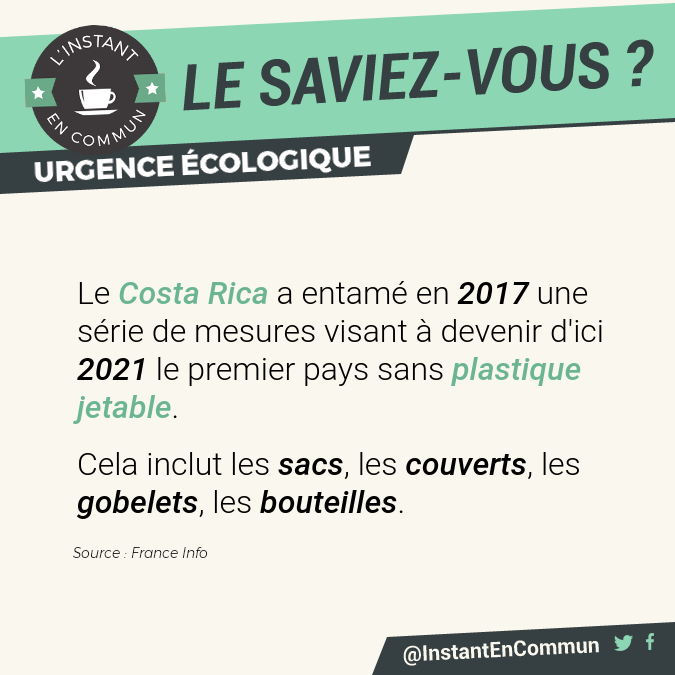 L'INSTANT
EN COMMUN
LE SAVIEZ-VOUS ?
URGENCE ÉCOLOGIQUE
Le Costa Rica a entamé en 2017 une
série de mesures visant à devenir d'ici
2021 le premier pays sans plastique
jetable.
Cela inclut les sacs, les couverts, les
gobelets, les bouteilles.
Source : France Info
@InstantEnCommun